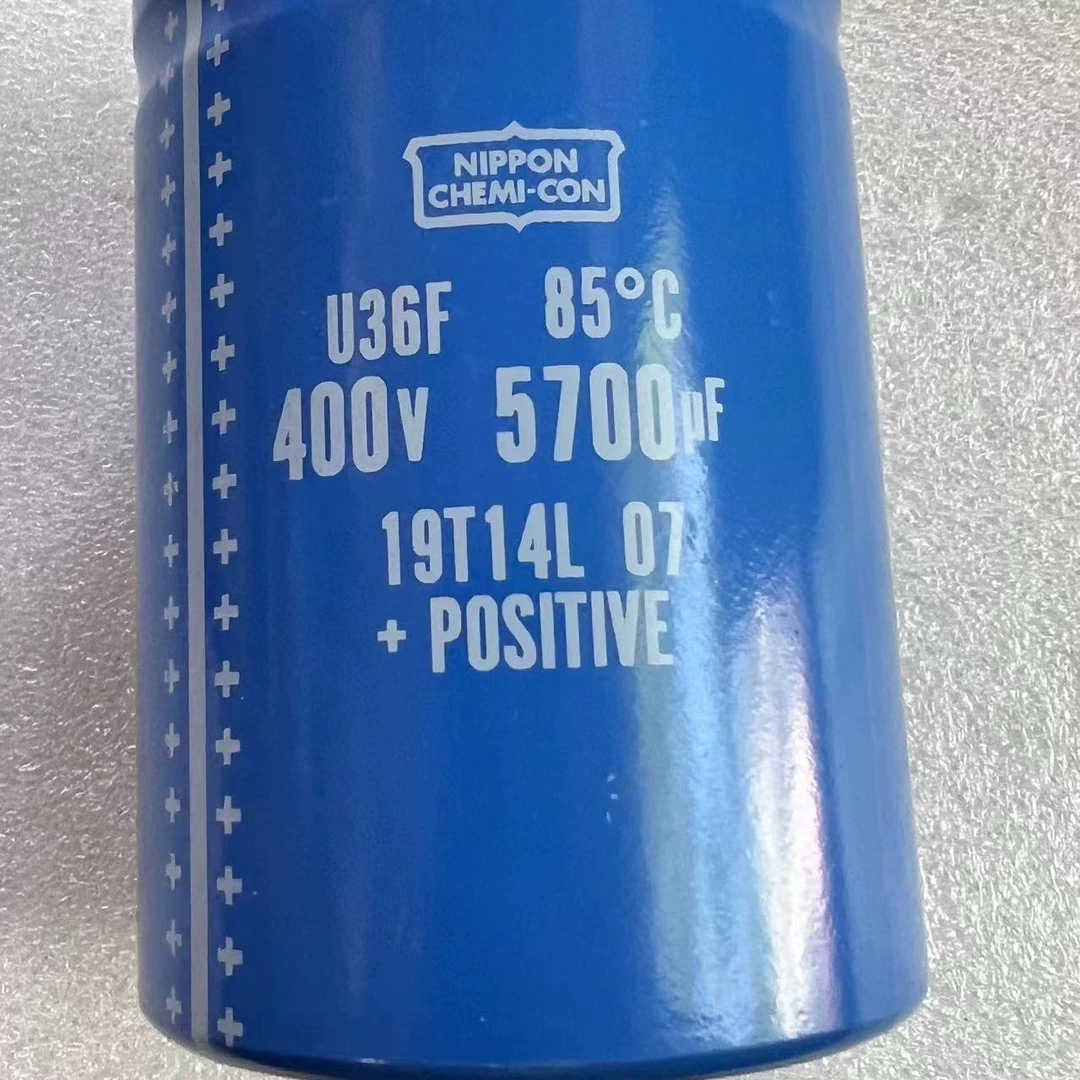 NIPPON
CHEMI-CON
U36F 85°C
400V 5700µF
19T14L 07
+ POSITIVE